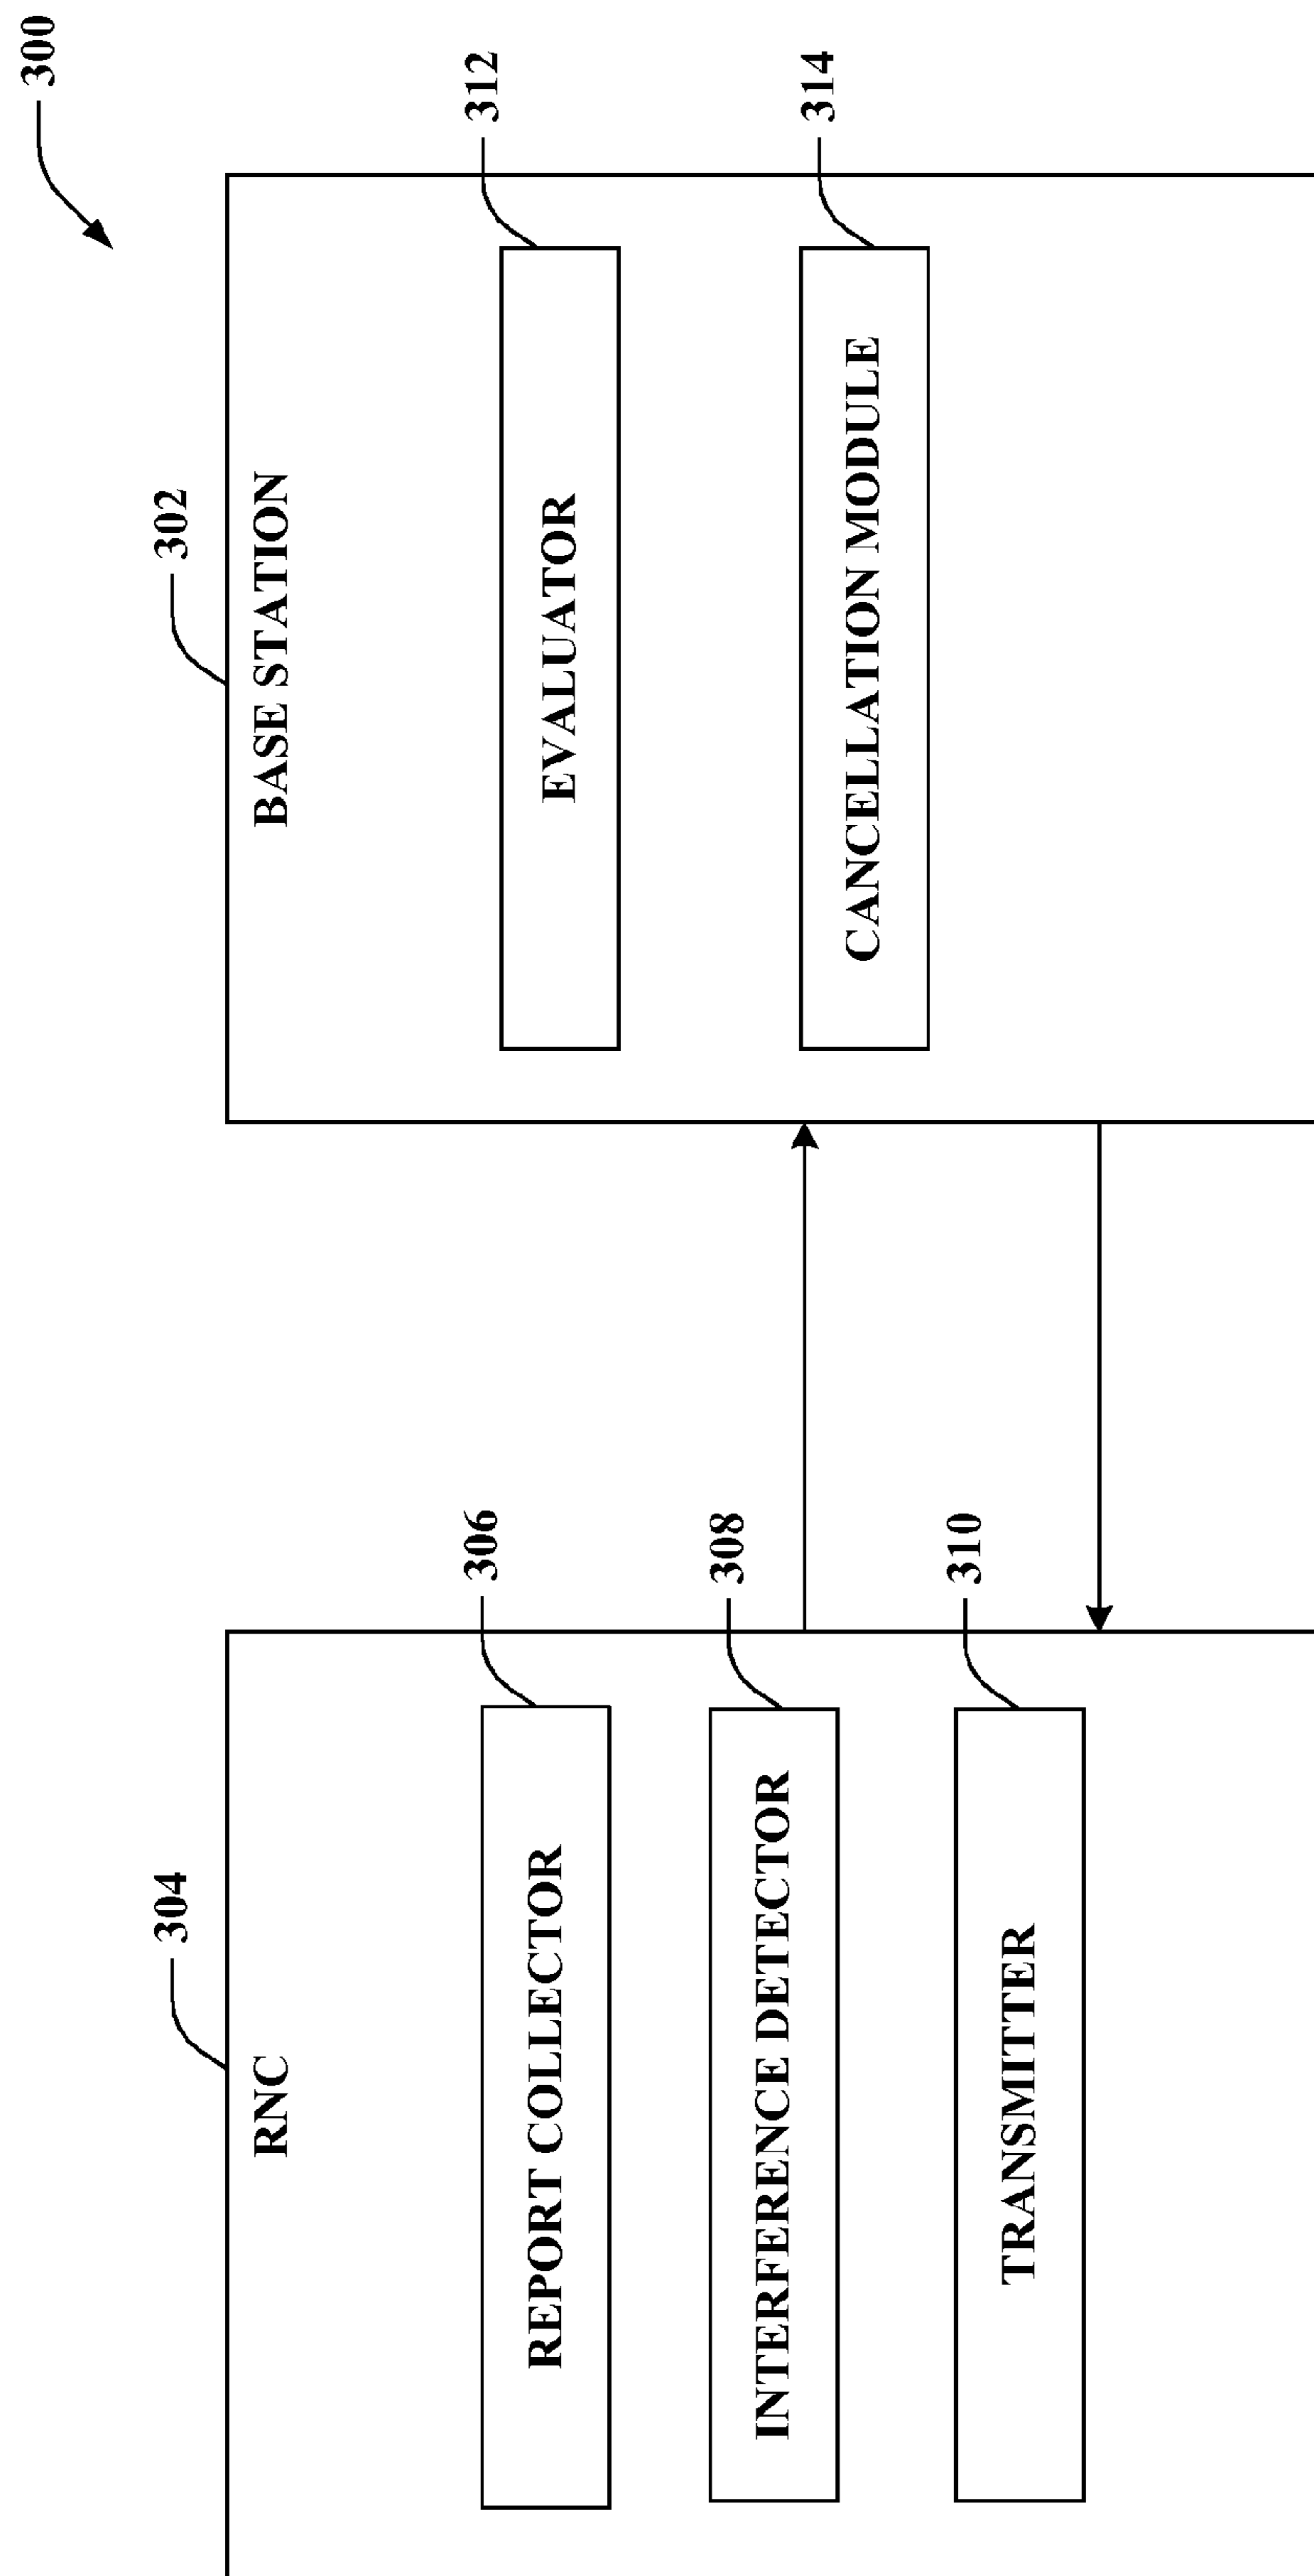 300
304
RNC
306
REPORT COLLECTOR
308
INTERFERENCE DETECTOR
310
TRANSMITTER
302
BASE STATION
312
EVALUATOR
314
CANCELLATION MODULE